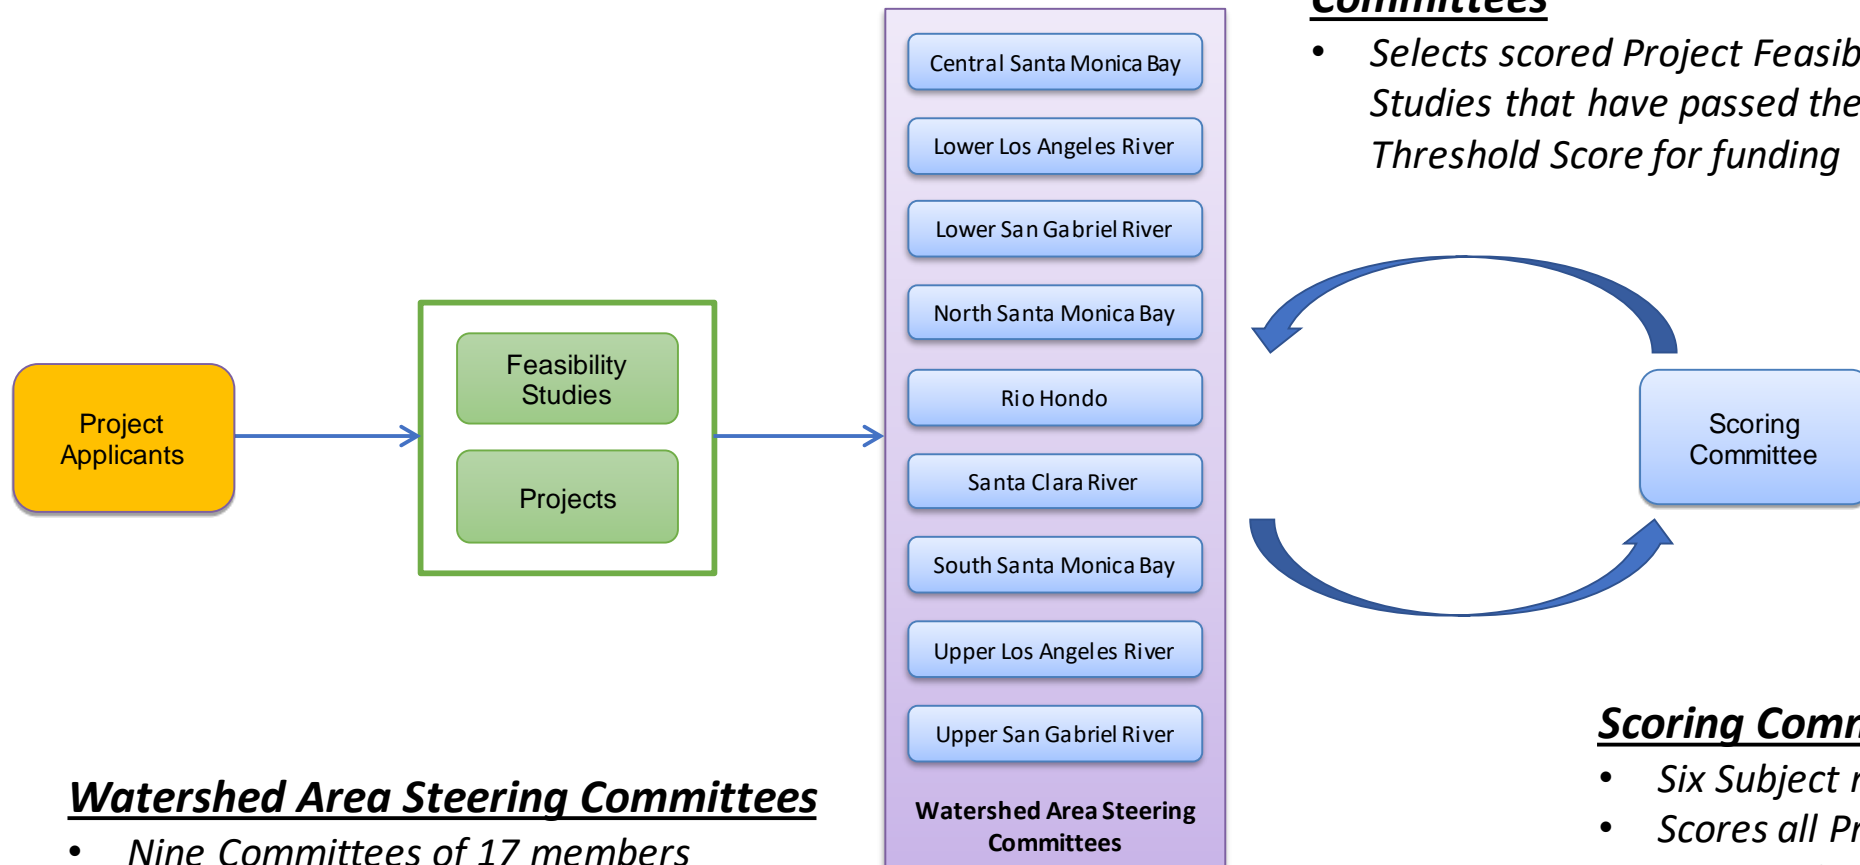 Committees
• Selects scored Project
Studies that have passed the
Threshold Score for funding
Central Santa Monica Bay
Lower Los Angeles River
Lower San Gabriel River
North Santa Monica Bay
Rio Hondo
Santa Clara River
South Santa Monica Bay
Upper Los Angeles River
Upper San Gabriel River
Watershed Area Steering
Committees
Project
Applicants
Feasibility
Studies
Projects
Scoring
Committee
Watershed Area Steering Committees
• Nine Committees of 17 members
Scoring
• Six Subject
• Scores all